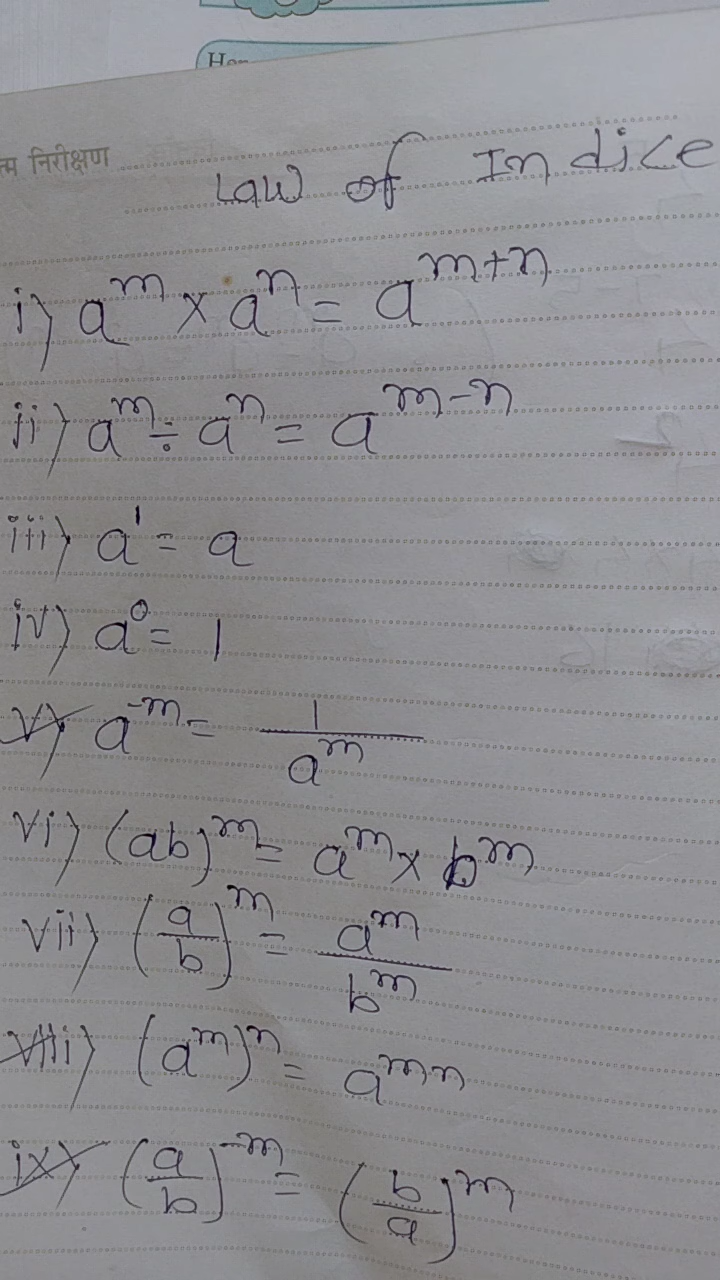 Law of Indice
i) a^m × a^n = a^(m+n)
ii) a^m ÷ a^n = a^(m-n)
iii) a^1 = a
iv) a^0 = 1
v) a^(-m) = 1/a^m
vi) (ab)^m = a^m × b^m
vii) (a/b)^m = a^m/b^m
viii) (a^m)^n = a^(mn)
ix) (a/b)^(-m) = (b/a)^m
निरीक्षण